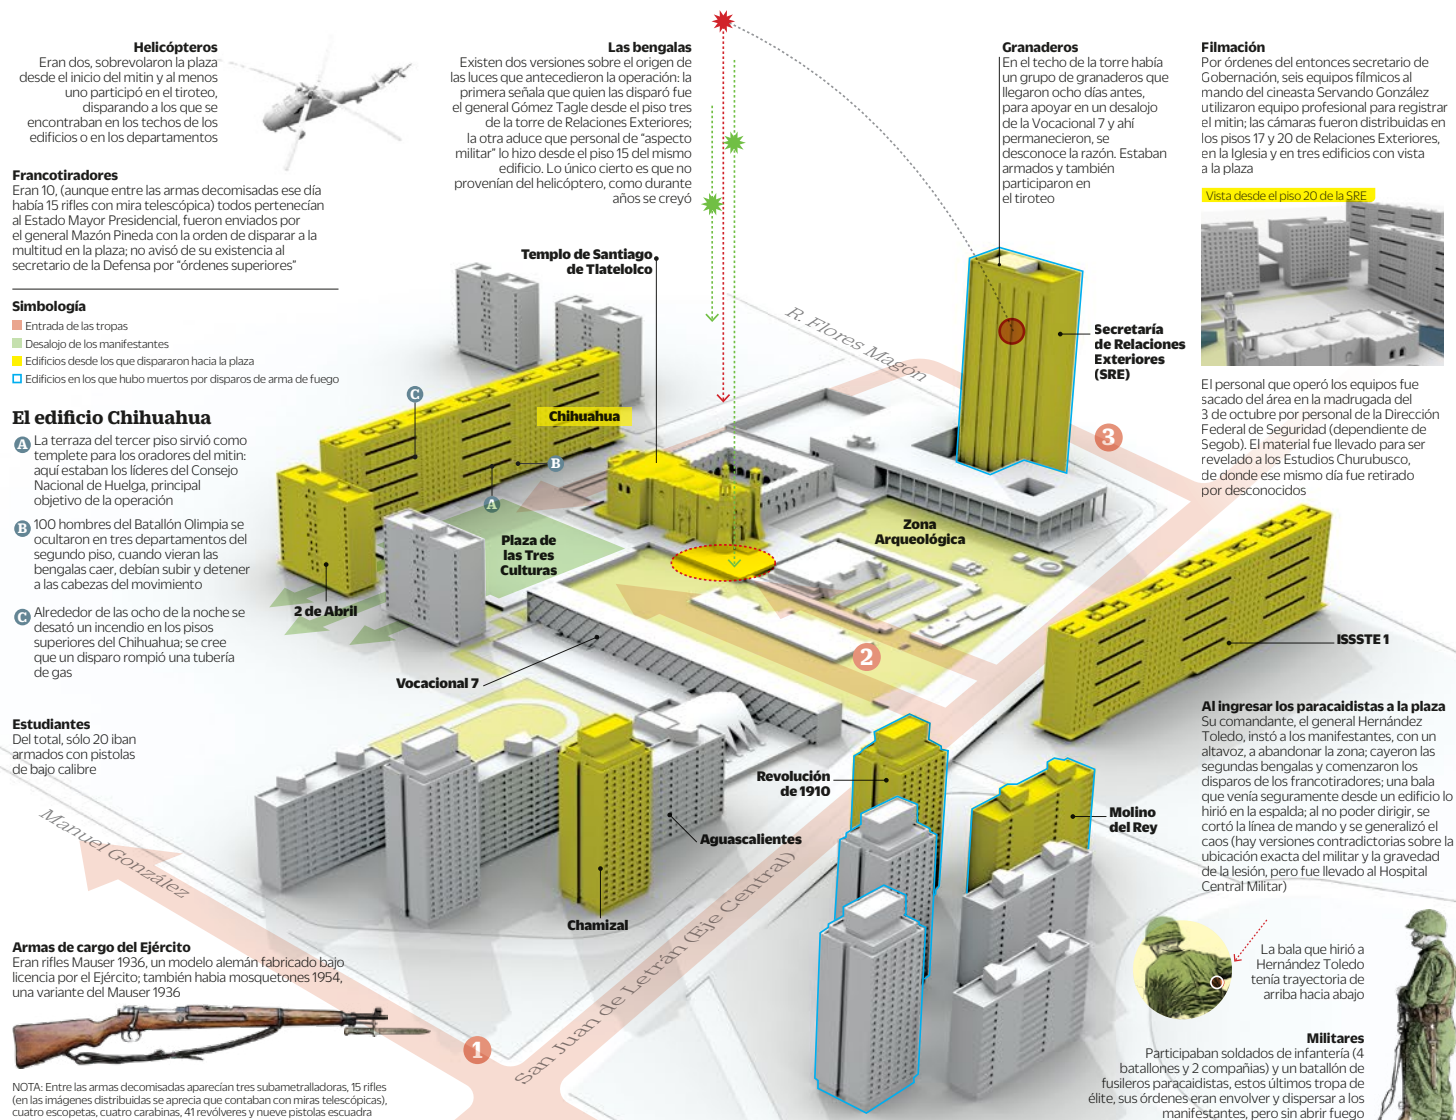 Helicópteros
Eran dos, sobrevolaron la plaza
desde el inicio del mitin y al menos
uno participó en el tiroteo,
disparando a los que se
encontraban en los techos de los
edificios o en los departamentos
Francotiradores
Eran 10, (aunque entre las armas decomisadas ese día
había 15 rifles con mira telescópica) todos pertenecían
al Estado Mayor Presidencial, fueron enviados por
el general Mazón Pineda con la orden de disparar a la
multitud en la plaza; no avisó de su existencia al
secretario de la Defensa por “órdenes superiores”
Simbología
Entrada de las tropas
Desalojo de los manifestantes
Edificios desde los que dispararon hacia la plaza
Edificios en los que hubo muertos por disparos de arma de fuego
El edificio Chihuahua
A La terraza del tercer piso sirvió como
templete para los oradores del mitin:
aquí estaban los líderes del Consejo
Nacional de Huelga, principal
objetivo de la operación
B 100 hombres del Batallón Olimpia se
ocultaron en tres departamentos del
segundo piso, cuando vieran las
bengalas caer, debían subir y detener
a las cabezas del movimiento
C Alrededor de las ocho de la noche se
desató un incendio en los pisos
superiores del Chihuahua; se cree
que un disparo rompió una tubería
de gas
Estudiantes
Del total, sólo 20 iban
armados con pistolas
de bajo calibre
Armas de cargo del Ejército
Eran rifles Mauser 1936, un modelo alemán fabricado bajo
licencia por el Ejército; también habia mosquetones 1954,
una variante del Mauser 1936
NOTA: Entre las armas decomisadas aparecían tres subametralladoras, 15 rifles
(en las imágenes distribuidas se aprecia que contaban con miras telescópicas),
cuatro escopetas, cuatro carabinas, 41 revólveres y nueve pistolas escuadra
Las bengalas
Existen dos versiones sobre el origen de
las luces que antecedieron la operación: la
primera señala que quien las disparó fue
el general Gómez Tagle desde el piso tres
de la torre de Relaciones Exteriores;
la otra aduce que personal de “aspecto
militar” lo hizo desde el piso 15 del mismo
edificio. Lo único cierto es que no
provenían del helicóptero, como durante
años se creyó
Granaderos
En el techo de la torre había
un grupo de granaderos que
llegaron ocho días antes,
para apoyar en un desalojo
de la Vocacional 7 y ahí
permanecieron, se
desconoce la razón. Estaban
armados y también
participaron en
el tiroteo
Filmación
Por órdenes del entonces secretario de
Gobernación, seis equipos fílmicos al
mando del cineasta Servando González
utilizaron equipo profesional para registrar
el mitin; las cámaras fueron distribuidas en
los pisos 17 y 20 de Relaciones Exteriores,
en la Iglesia y en tres edificios con vista
a la plaza
Vista desde el piso 20 de la SRE
El personal que operó los equipos fue
sacado del área en la madrugada del
3 de octubre por personal de la Dirección
Federal de Seguridad (dependiente de
Segob). El material fue llevado para ser
revelado a los Estudios Churubusco,
de donde ese mismo día fue retirado
por desconocidos
Templo de Santiago
de Tlatelolco
R. Flores Magón
Secretaría
de Relaciones
Exteriores
(SRE)
C
Chihuahua
B
A
3
Plaza de
las Tres
Culturas
Zona
Arqueológica
2 de Abril
2
ISSSTE 1
Vocacional 7
Revolución
de 1910
Molino
del Rey
Aguascalientes
Chamizal
Manuel González
San Juan de Letrán (Eje Central)
1
Al ingresar los paracaidistas a la plaza
Su comandante, el general Hernández
Toledo, instó a los manifestantes, con un
altavoz, a abandonar la zona; cayeron las
segundas bengalas y comenzaron los
disparos de los francotiradores; una bala
que venía seguramente desde un edificio lo
hirió en la espalda; al no poder dirigir, se
cortó la línea de mando y se generalizó el
caos (hay versiones contradictorias sobre la
ubicación exacta del militar y la gravedad
de la lesión, pero fue llevado al Hospital
Central Militar)
La bala que hirió a
Hernández Toledo
tenía trayectoria de
arriba hacia abajo
Militares
Participaban soldados de infantería (4
batallones y 2 compañias) y un batallón de
fusileros paracaidistas, estos últimos tropa de
élite, sus órdenes eran envolver y dispersar a los
manifestantes, pero sin abrir fuego